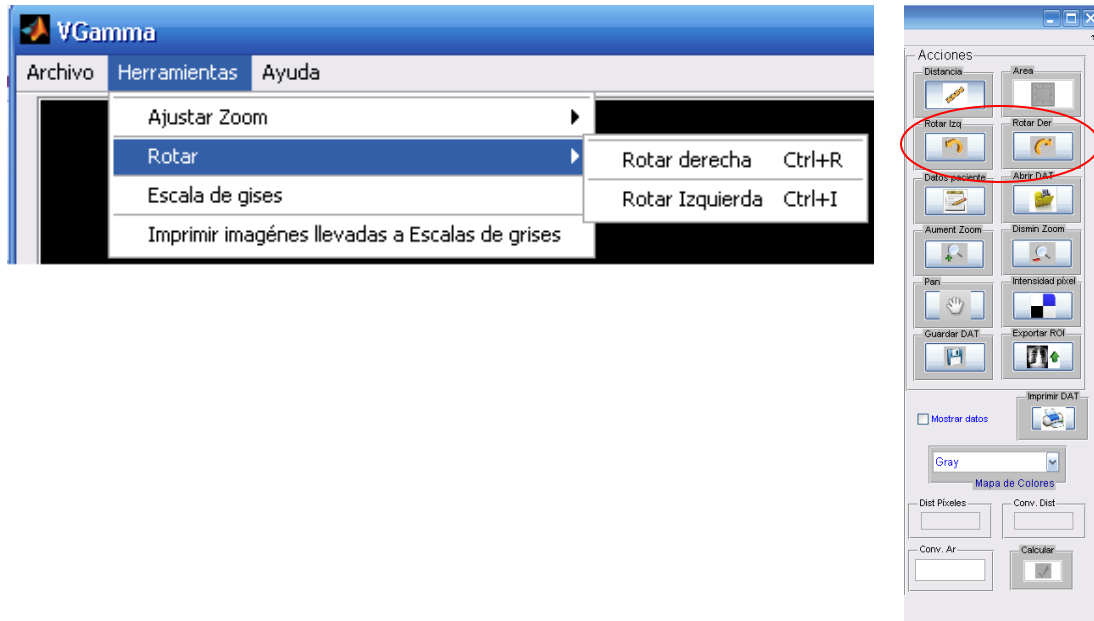 VGamma
Archivo Herramientas Ayuda
Ajustar Zoom
Rotar
Escala de grises
Imprimir imagénes llevadas a Escalas de grises
Rotar derecha Ctrl+R
Rotar Izquierda Ctrl+I
Acciones
Distancia Area
Rotar Izq Rotar Der
Datos paciente Abrir DAT
Aument Zoom Dismin Zoom
Pan Intensidad píxel
Guardar DAT Exportar ROI
Imprimir DAT
Mostrar datos
Gray
Mapa de Colores
Dist Píxeles Conv. Dist
Conv. Ar Calcular